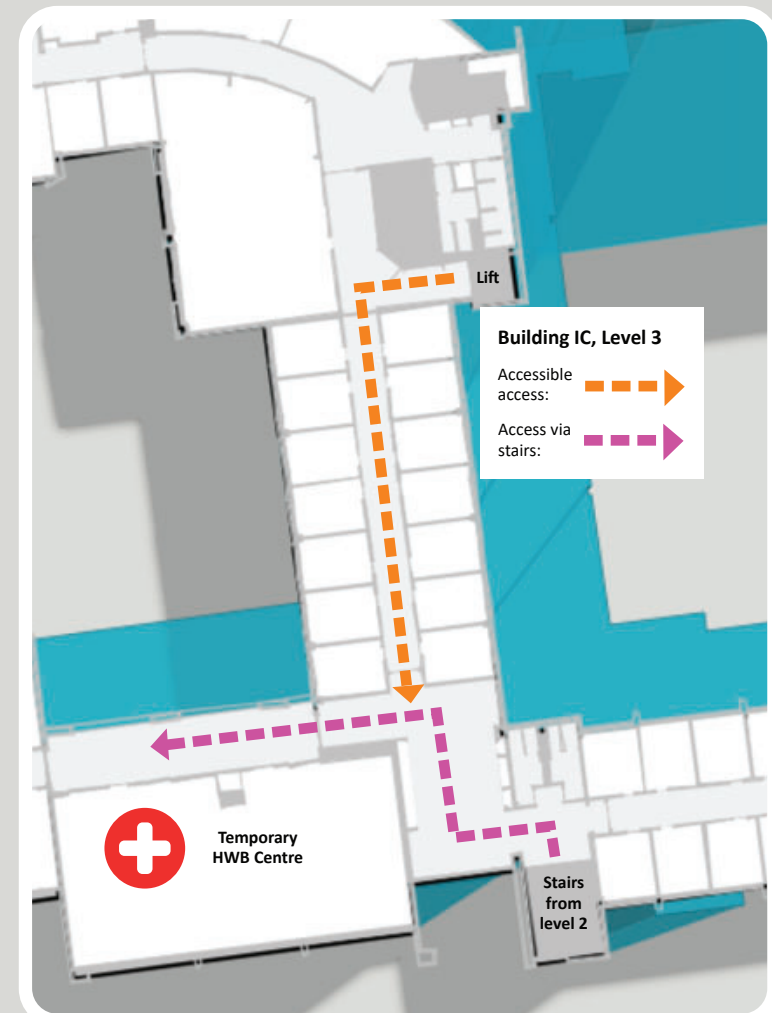 Lift
Building IC, Level 3
Accessible
access:
Access via
stairs:
Temporary
HWB Centre
Stairs
from
level 2